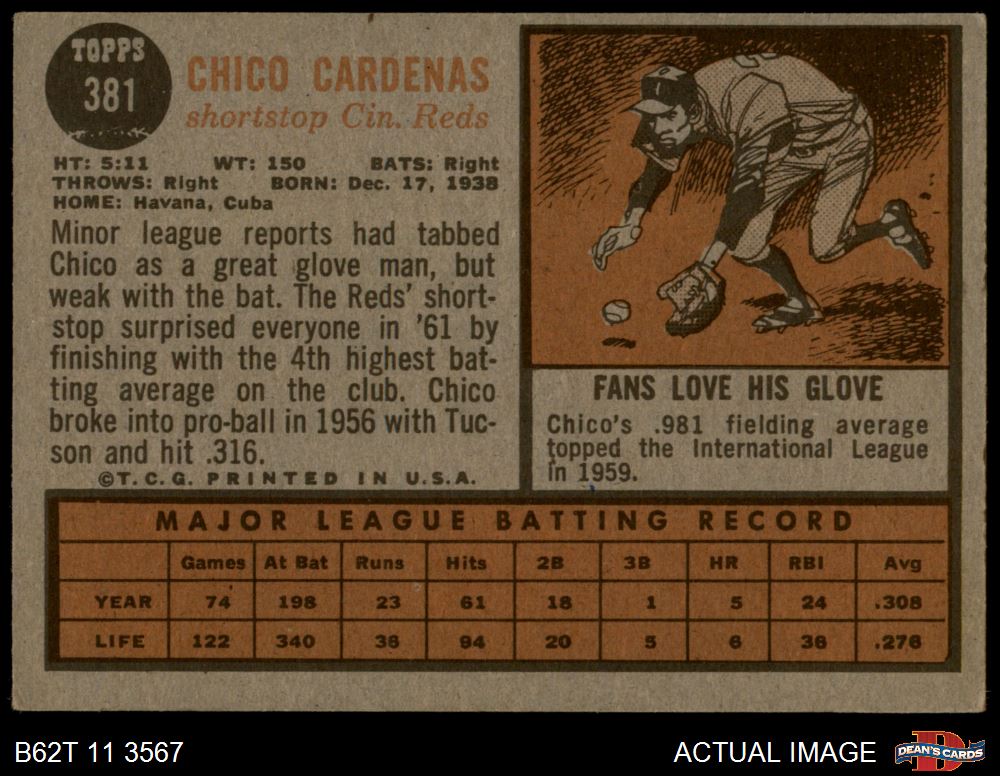 TOPPS
381
CHICO CARDENAS
shortstop Cin. Reds
HT: 5:11 WT: 150 BATS: Right
THROWS: Right BORN: Dec. 17, 1938
HOME: Havana, Cuba
Minor league reports had tabbed
Chico as a great glove man, but
weak with the bat. The Reds' short-
stop surprised everyone in '61 by
finishing with the 4th highest bat-
ting average on the club. Chico
broke into pro-ball in 1956 with Tuc-
son and hit .316.
©T.C.G. PRINTED IN U.S.A.
FANS LOVE HIS GLOVE
Chico's .981 fielding average
topped the International League
in 1959.
MAJOR LEAGUE BATTING RECORD
Games At Bat Runs Hits 2B 3B HR RBI Avg
YEAR 74 198 23 61 18 1 5 24 .308
LIFE 122 340 36 94 20 5 6 36 .276
B62T 11 3567
ACTUAL IMAGE
D
DEAN'S CARDS